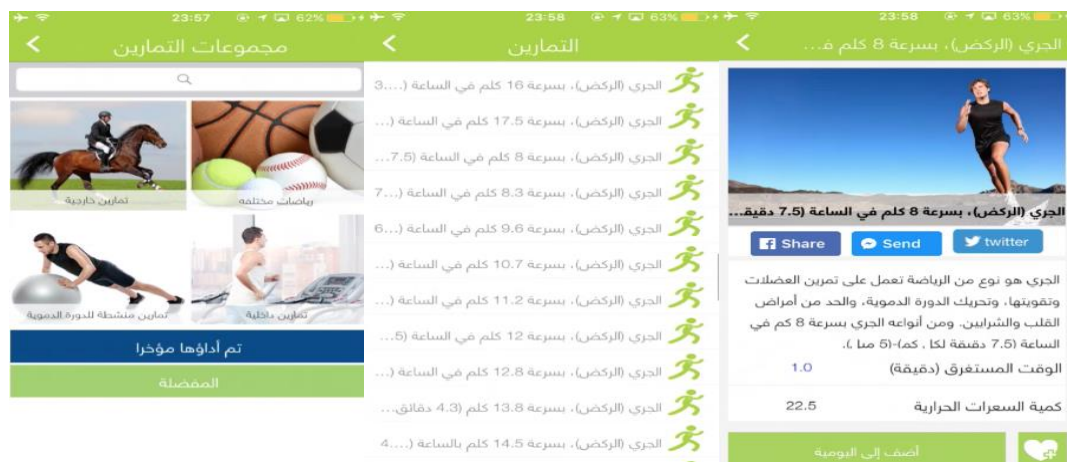 23:57
62%
مجموعات التمارين
تمارين خارجية
رياضات مختلفه
تمارين منشطة للدورة الدموية
تمارين داخلية
تم أداؤها مؤخرا
المفضلة
23:58
63%
التمارين
الجري (الركض)، بسرعة 16 كلم في الساعة (....3
الجري (الركض)، بسرعة 17.5 كلم في الساعة (...
الجري (الركض)، بسرعة 8 كلم في الساعة (7.5...
الجري (الركض)، بسرعة 8.3 كلم في الساعة (...7
الجري (الركض)، بسرعة 9.6 كلم في الساعة (...6
الجري (الركض)، بسرعة 10.7 كلم في الساعة (...
الجري (الركض)، بسرعة 11.2 كلم في الساعة (...
الجري (الركض)، بسرعة 12 كلم في الساعة (5...
الجري (الركض)، بسرعة 12.8 كلم في الساعة (...
الجري (الركض)، بسرعة 13.8 كلم (4.3 دقائق...
الجري (الركض)، بسرعة 14.5 كلم بالساعة (....4
23:58
63%
الجري (الركض)، بسرعة 8 كلم فـ...
الجري (الركض)، بسرعة 8 كلم في الساعة (7.5 دقيقـ...
Share
Send
twitter
الجري هو نوع من الرياضة تعمل على تمرين العضلات
وتقويتها، وتحريك الدورة الدموية، والحد من أمراض
القلب والشرايين. ومن أنواعه الجري بسرعة 8 كم في
الساعة (7.5 دقيقة لكل كم)-(5 ميل).
الوقت المستغرق (دقيقة) 1.0
كمية السعرات الحرارية 22.5
أضف إلى اليومية